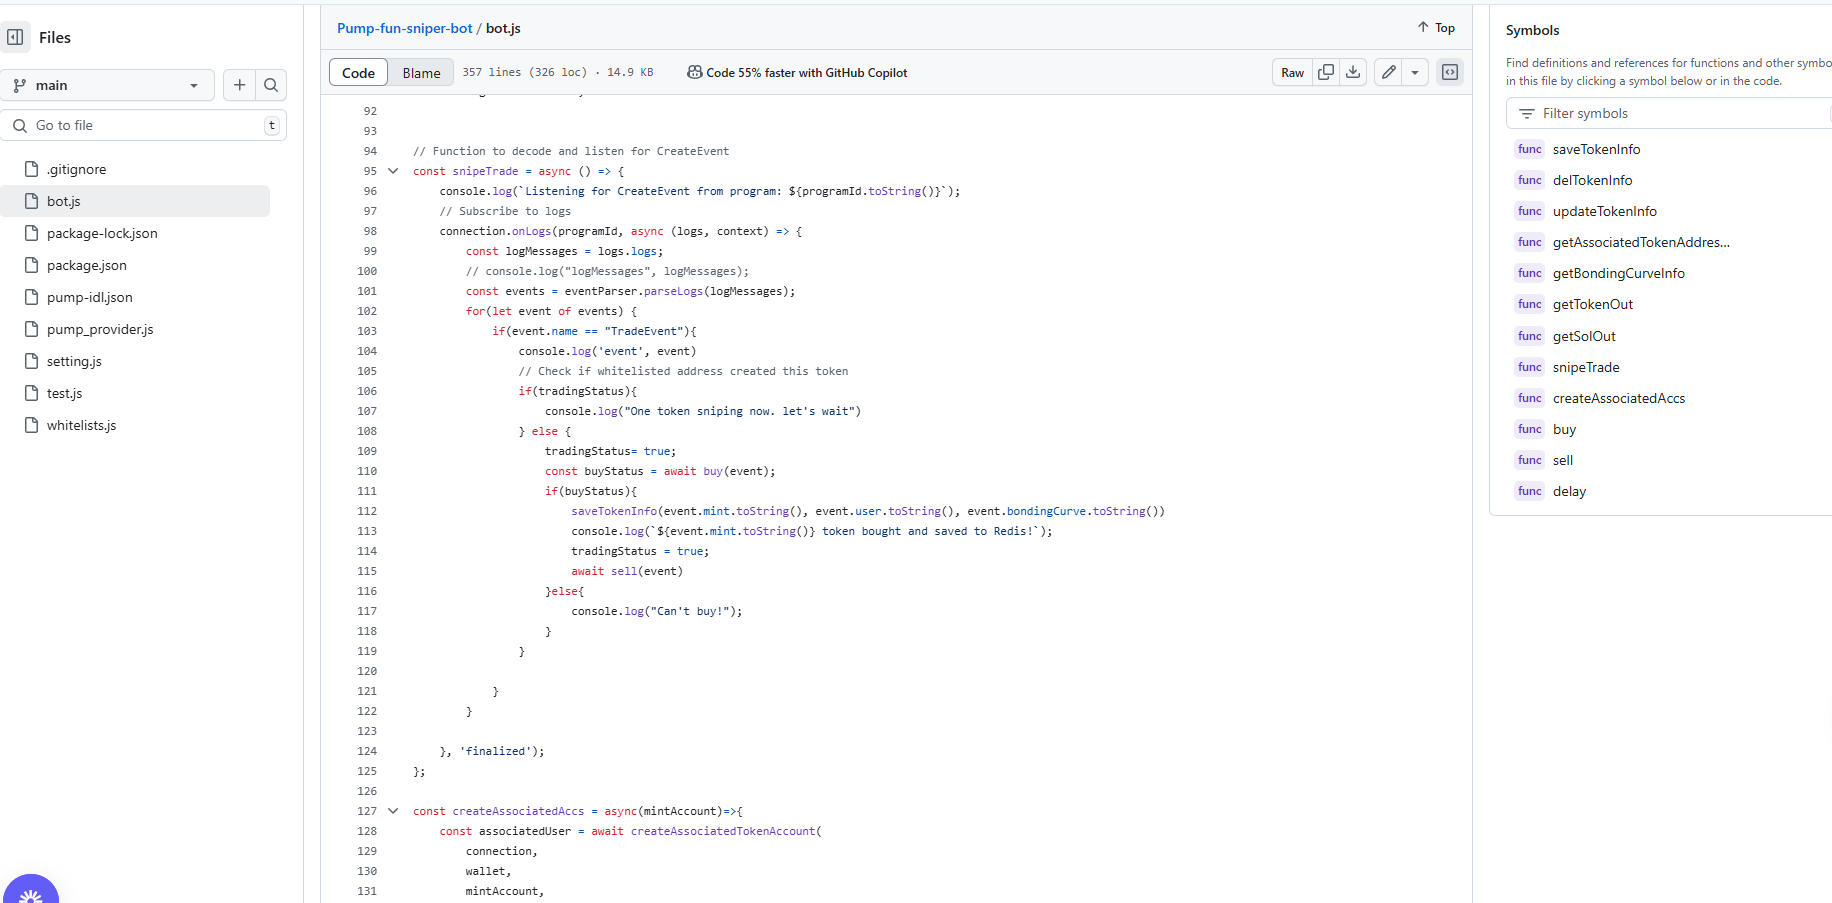 Files
main
Go to file
t
.gitignore
bot.js
package-lock.json
package.json
pump-idl.json
pump_provider.js
setting.js
test.js
whitelists.js
Pump-fun-sniper-bot / bot.js
Top
Code Blame 357 lines (326 loc) · 14.9 KB Code 55% faster with GitHub Copilot Raw
92
93
94 // Function to decode and listen for CreateEvent
95 const snipeTrade = async () => {
96 console.log(`Listening for CreateEvent from program: ${programId.toString()}`);
97 // Subscribe to logs
98 connection.onLogs(programId, async (logs, context) => {
99 const logMessages = logs.logs;
100 // console.log("logMessages", logMessages);
101 const events = eventParser.parseLogs(logMessages);
102 for(let event of events) {
103 if(event.name == "TradeEvent"){
104 console.log('event', event)
105 // Check if whitelisted address created this token
106 if(tradingStatus){
107 console.log("One token sniping now. let's wait")
108 } else {
109 tradingStatus= true;
110 const buyStatus = await buy(event);
111 if(buyStatus){
112 saveTokenInfo(event.mint.toString(), event.user.toString(), event.bondingCurve.toString())
113 console.log(`${event.mint.toString()} token bought and saved to Redis!`);
114 tradingStatus = true;
115 await sell(event)
116 }else{
117 console.log("Can't buy!");
118 }
119 }
120
121 }
122 }
123
124 }, 'finalized');
125 };
126
127 const createAssociatedAccs = async(mintAccount)=>{
128 const associatedUser = await createAssociatedTokenAccount(
129 connection,
130 wallet,
131 mintAccount,
Symbols
Find definitions and references for functions and other symbo
in this file by clicking a symbol below or in the code.
Filter symbols
func saveTokenInfo
func delTokenInfo
func updateTokenInfo
func getAssociatedTokenAddres...
func getBondingCurveInfo
func getTokenOut
func getSolOut
func snipeTrade
func createAssociatedAccs
func buy
func sell
func delay